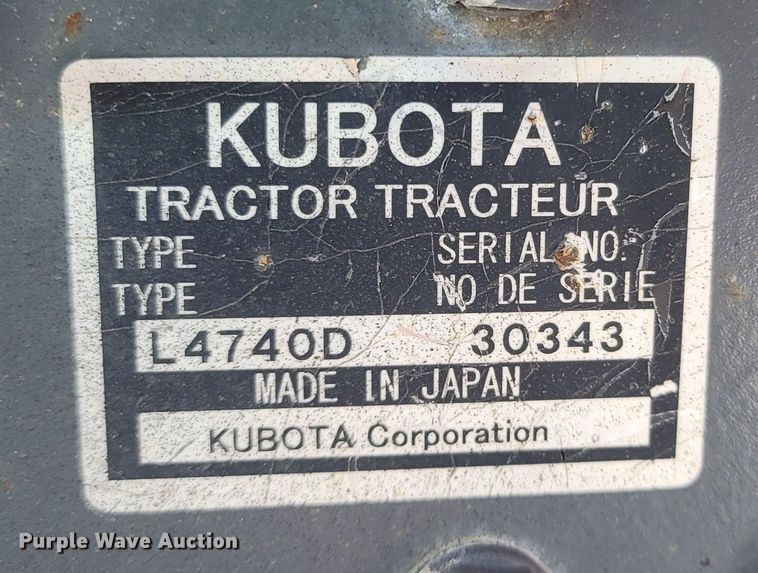 KUBOTA
TRACTOR TRACTEUR
TYPE SERIAL NO.
TYPE NO DE SERIE
L4740D 30343
MADE IN JAPAN
KUBOTA Corporation
Purple Wave Auction